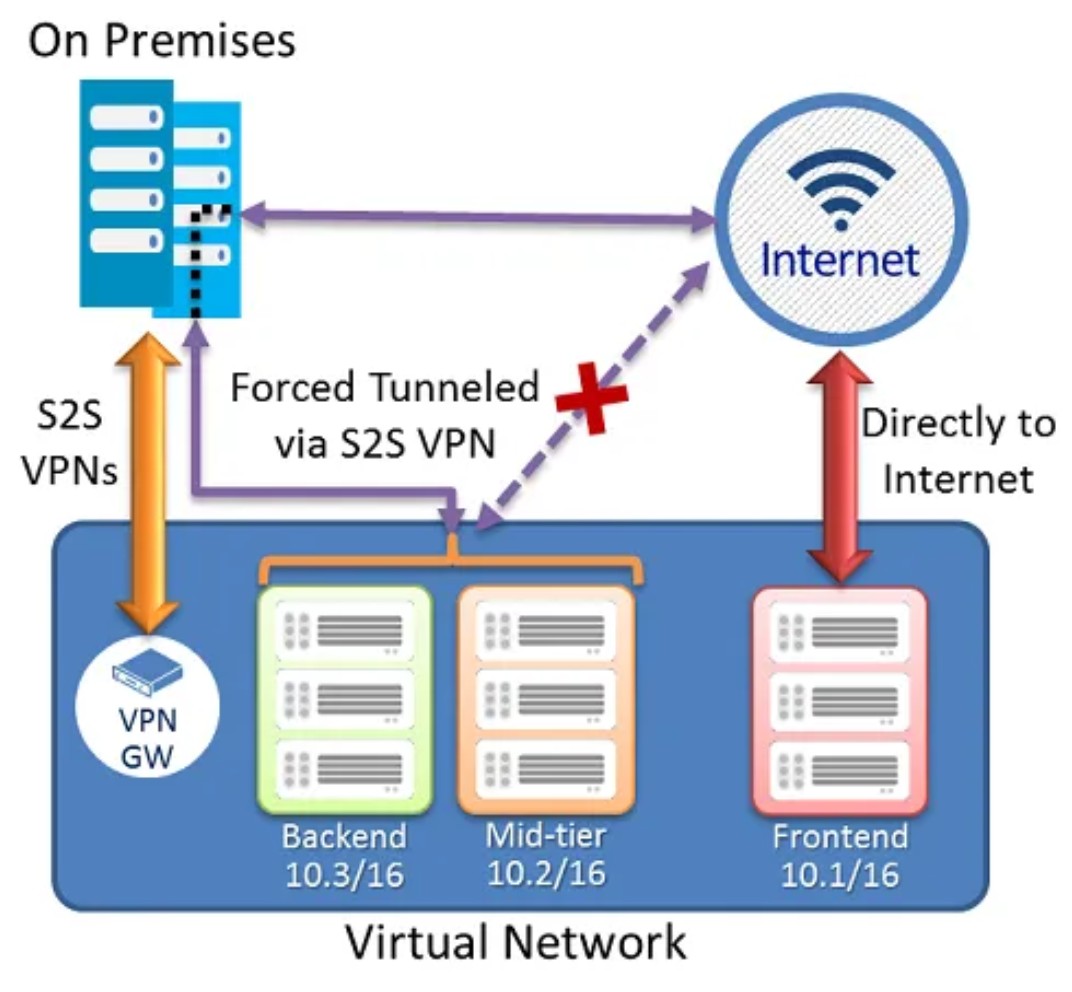 On Premises
Internet
Forced Tunneled
via S2S VPN
S2S
VPNs
Directly to
Internet
VPN
GW
Backend
10.3/16
Mid-tier
10.2/16
Frontend
10.1/16
Virtual Network